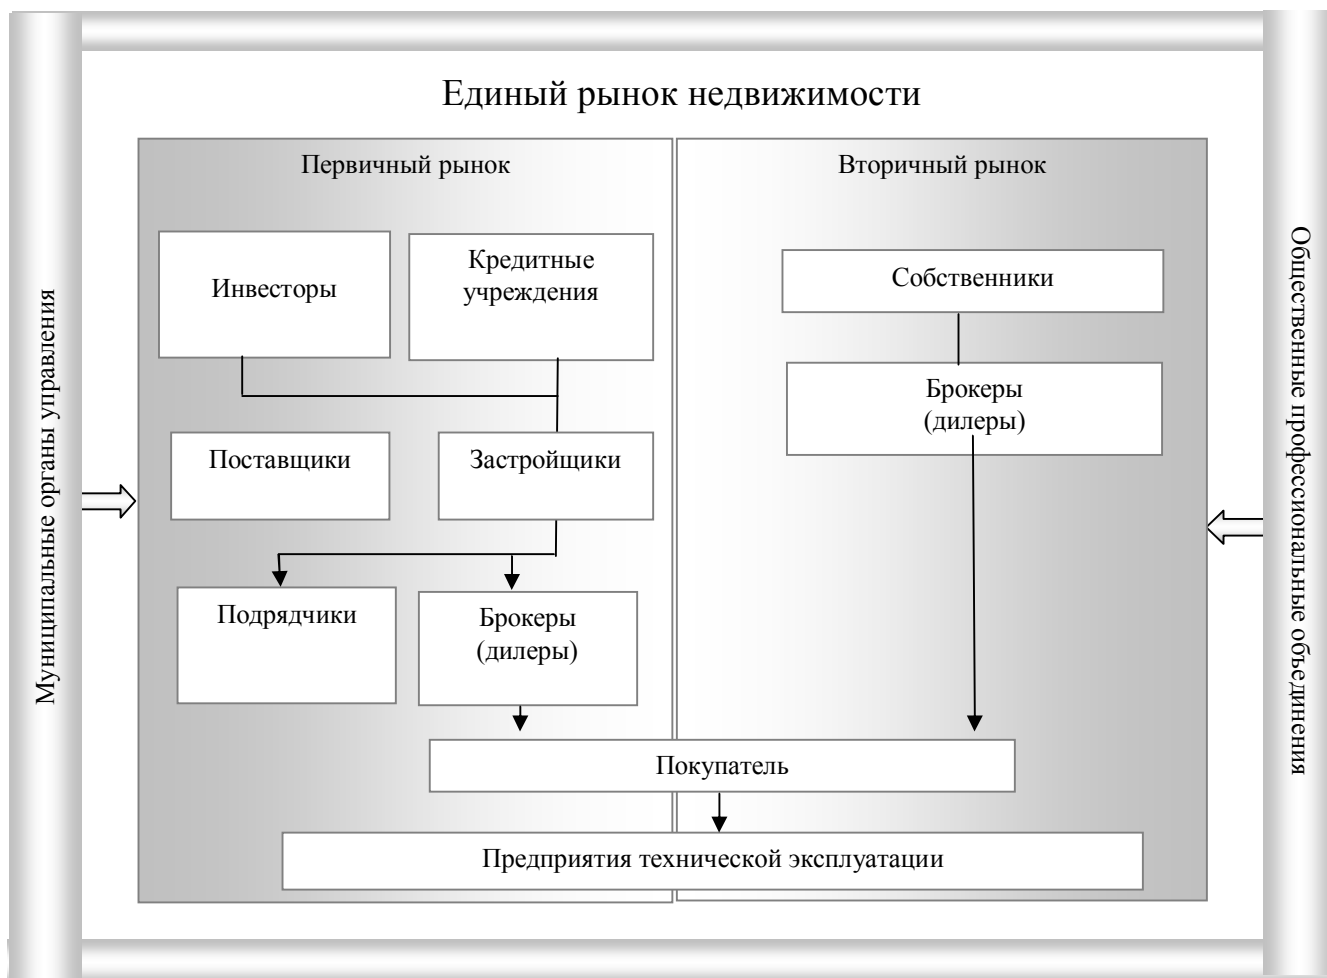 Единый рынок недвижимости
Муниципальные органы управления
Первичный рынок
Инвесторы
Кредитные
учреждения
Поставщики
Застройщики
Подрядчики
Брокеры
(дилеры)
Вторичный рынок
Собственники
Брокеры
(дилеры)
Покупатель
Предприятия технической эксплуатации
Общественные профессиональные объединения